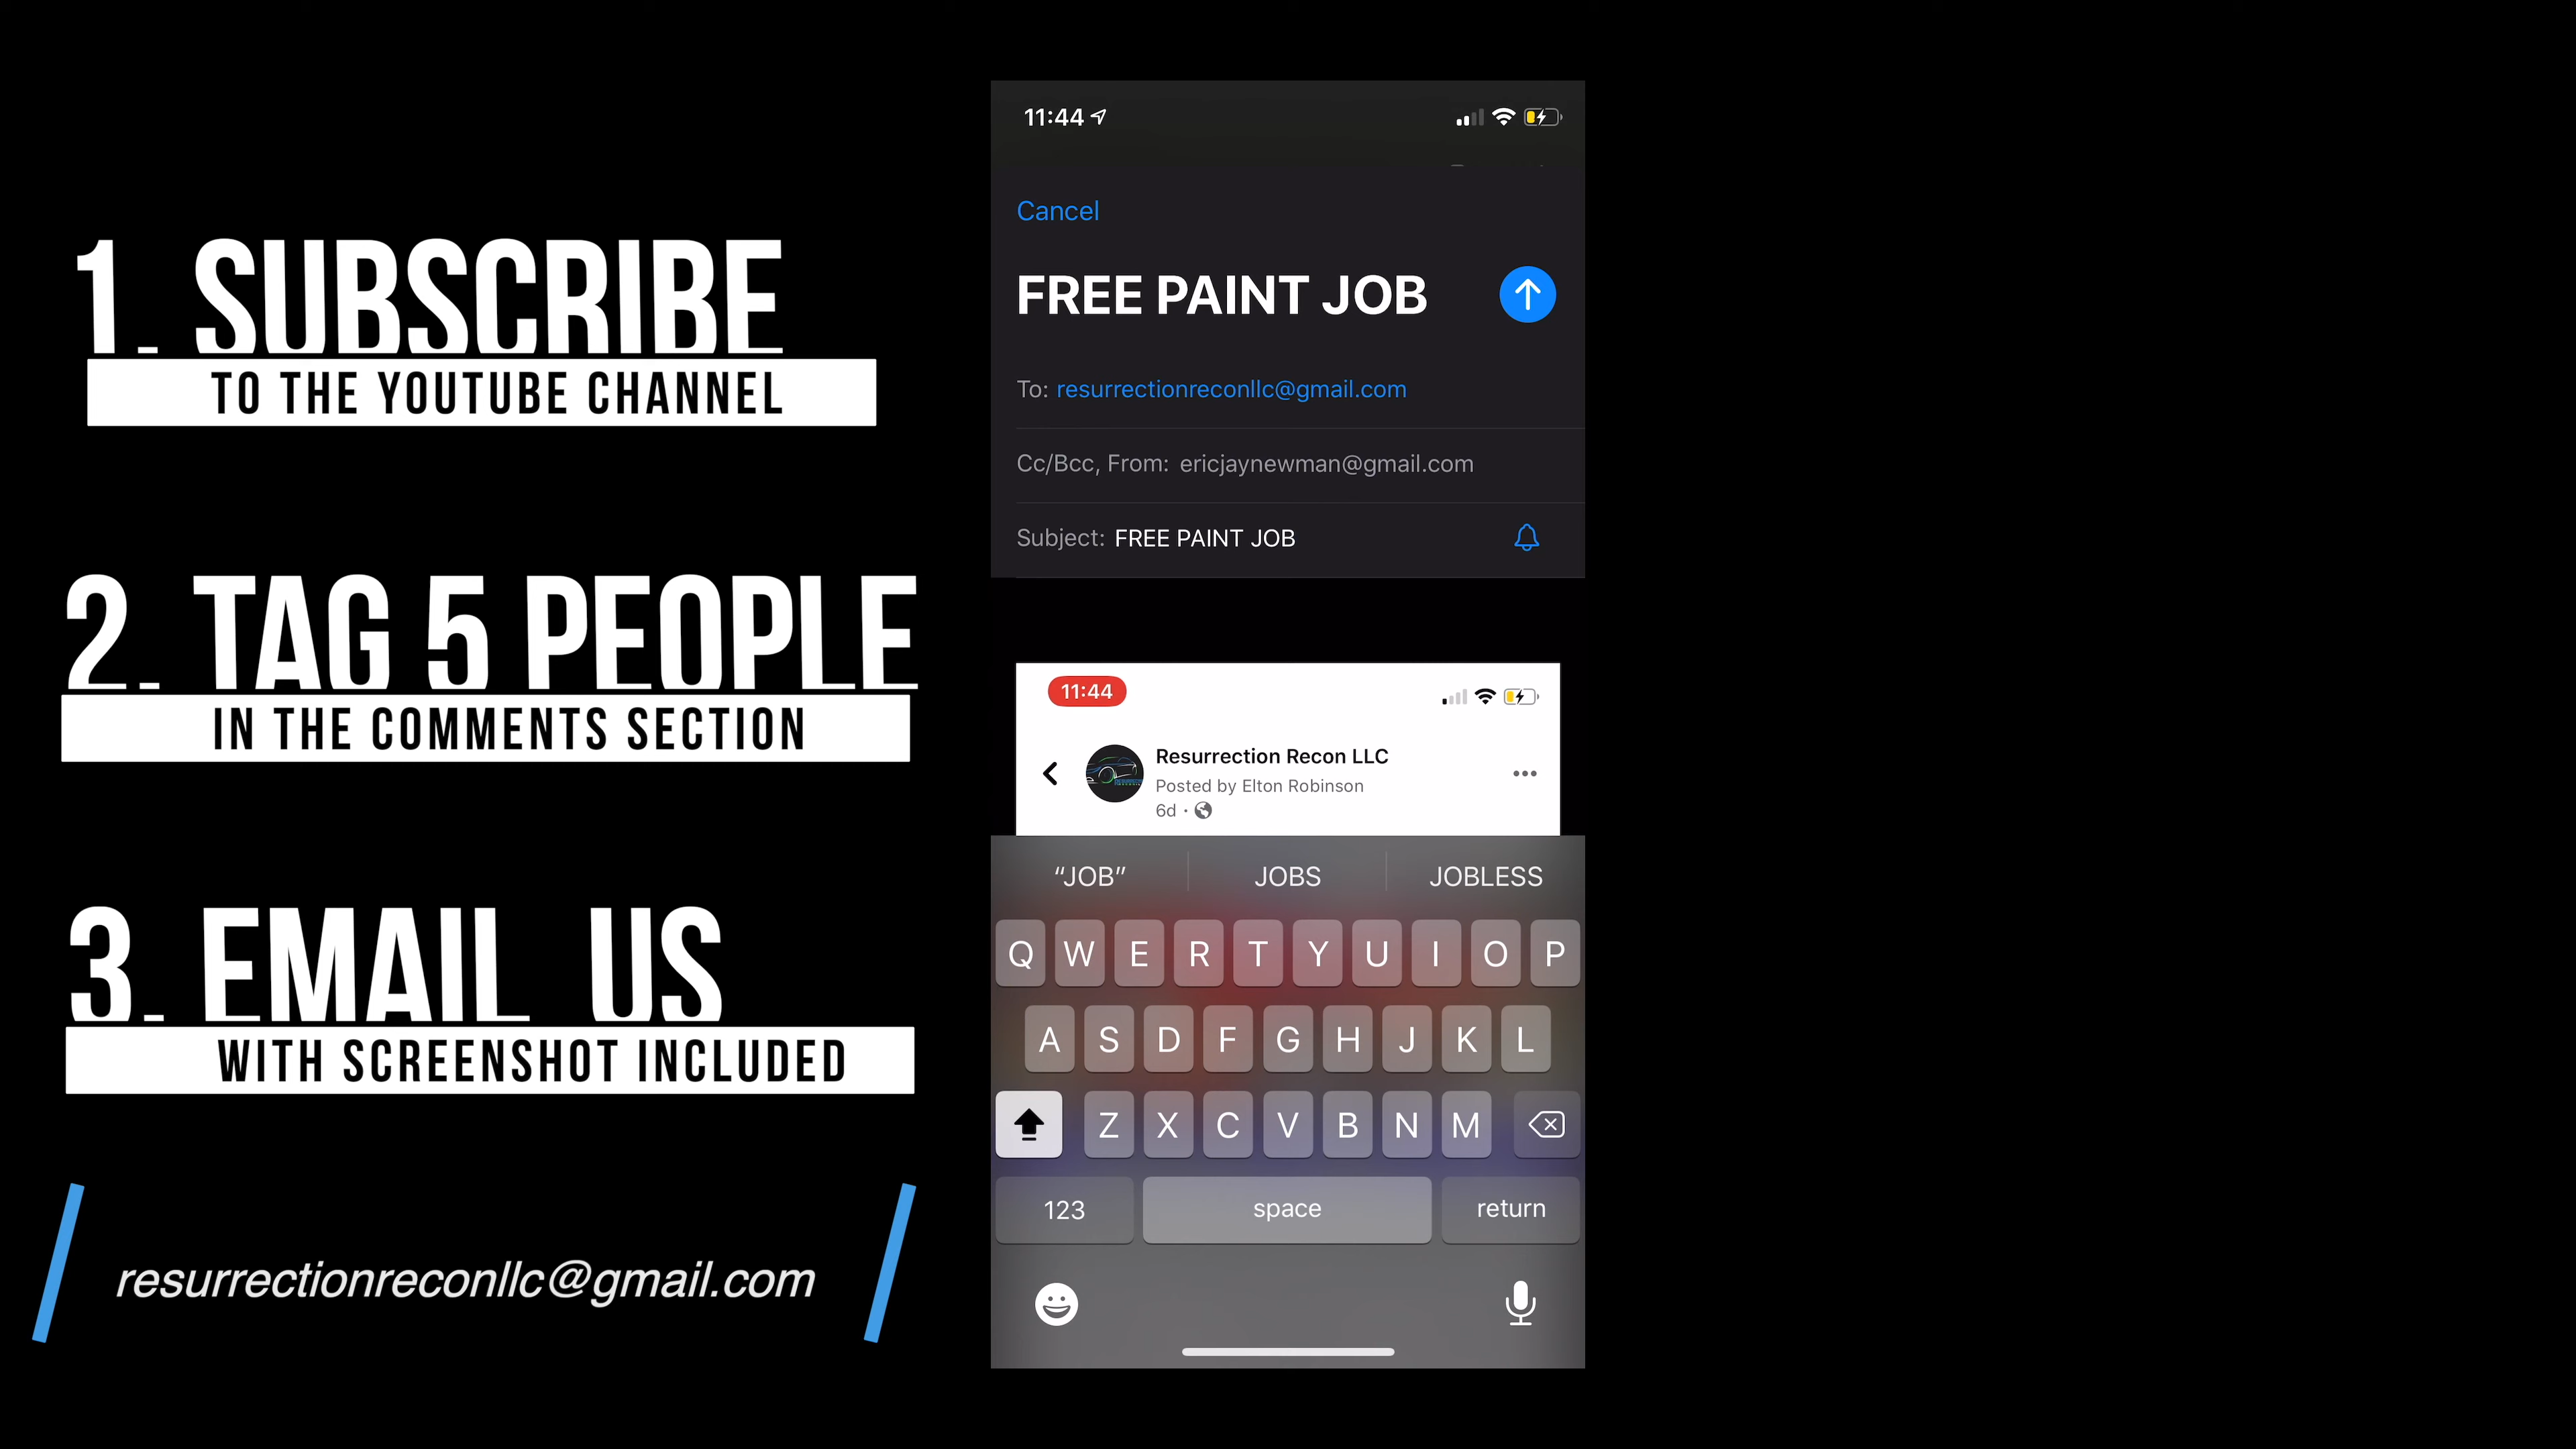 1. SUBSCRIBE
TO THE YOUTUBE CHANNEL
2. TAG 5 PEOPLE
IN THE COMMENTS SECTION
3. EMAIL US
WITH SCREENSHOT INCLUDED
resurrectionreconllc@gmail.com
11:44
Cancel
FREE PAINT JOB
To: resurrectionreconllc@gmail.com
Cc/Bcc, From: ericjaynewman@gmail.com
Subject: FREE PAINT JOB
11:44
Resurrection Recon LLC
Posted by Elton Robinson
6d ·
“JOB” JOBS JOBLESS
Q W E R T Y U I O P
A S D F G H J K L
Z X C V B N M
123 space return